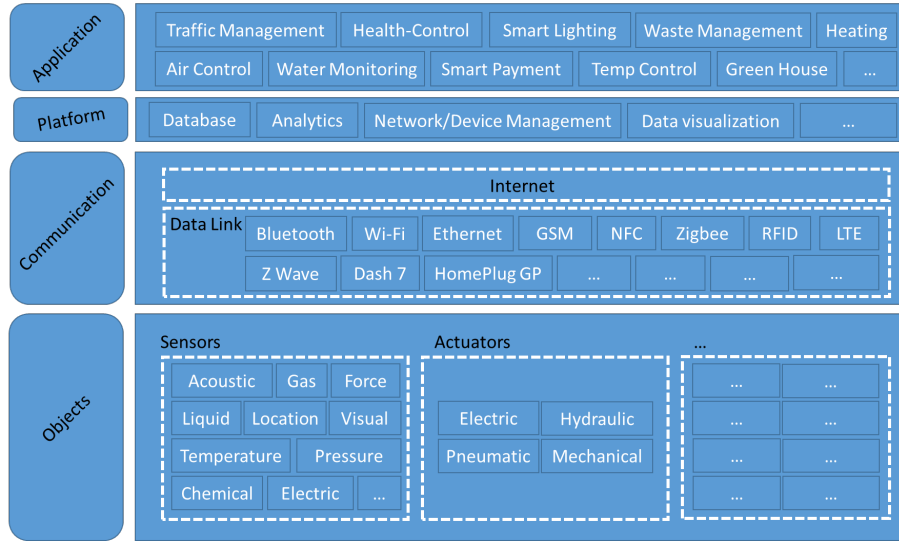 Application
Traffic Management Health-Control Smart Lighting Waste Management Heating
Air Control Water Monitoring Smart Payment Temp Control Green House ...
Platform
Database Analytics Network/Device Management Data visualization ...
Communication
Internet
Data Link
Bluetooth Wi-Fi Ethernet GSM NFC Zigbee RFID LTE
Z Wave Dash 7 HomePlug GP ... ... ... ...
Objects
Sensors
Acoustic Gas Force
Liquid Location Visual
Temperature Pressure
Chemical Electric ...
Actuators
Electric Hydraulic
Pneumatic Mechanical
...
... ...
... ...
... ...
... ...